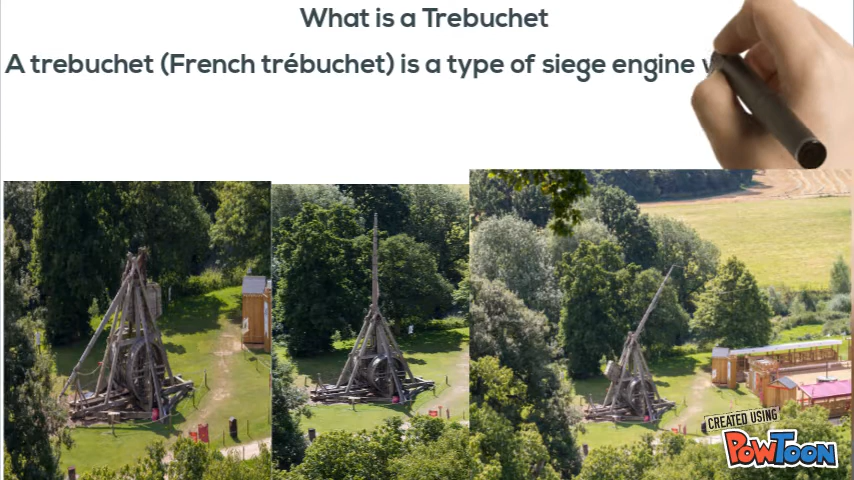 What is a Trebuchet
A trebuchet (French trébuchet) is a type of siege engine
CREATED USING
PowToon